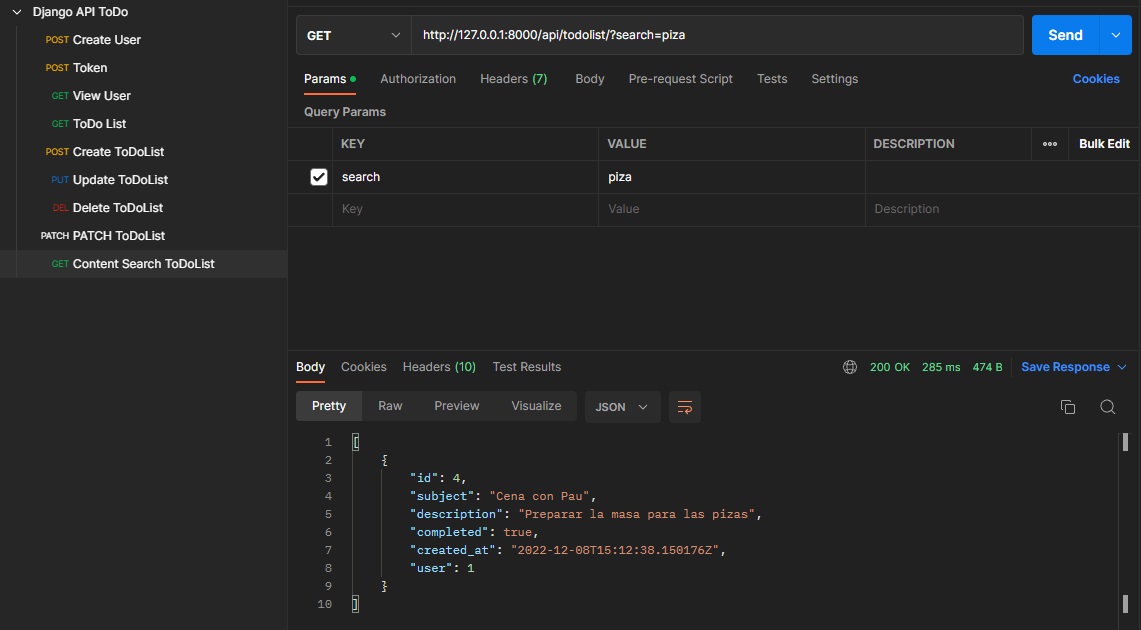 Django API ToDo
POST Create User
POST Token
GET View User
GET ToDo List
POST Create ToDoList
PUT Update ToDoList
DEL Delete ToDoList
PATCH PATCH ToDoList
GET Content Search ToDoList
GET http://127.0.0.1:8000/api/todolist/?search=piza Send
Params Authorization Headers (7) Body Pre-request Script Tests Settings Cookies
Query Params
KEY VALUE DESCRIPTION Bulk Edit
search piza
Key Value Description
Body Cookies Headers (10) Test Results 200 OK 285 ms 474 B Save Response
Pretty Raw Preview Visualize JSON
1 [
2 {
3 "id": 4,
4 "subject": "Cena con Pau",
5 "description": "Preparar la masa para las pizas",
6 "completed": true,
7 "created_at": "2022-12-08T15:12:38.150176Z",
8 "user": 1
9 }
10 ]